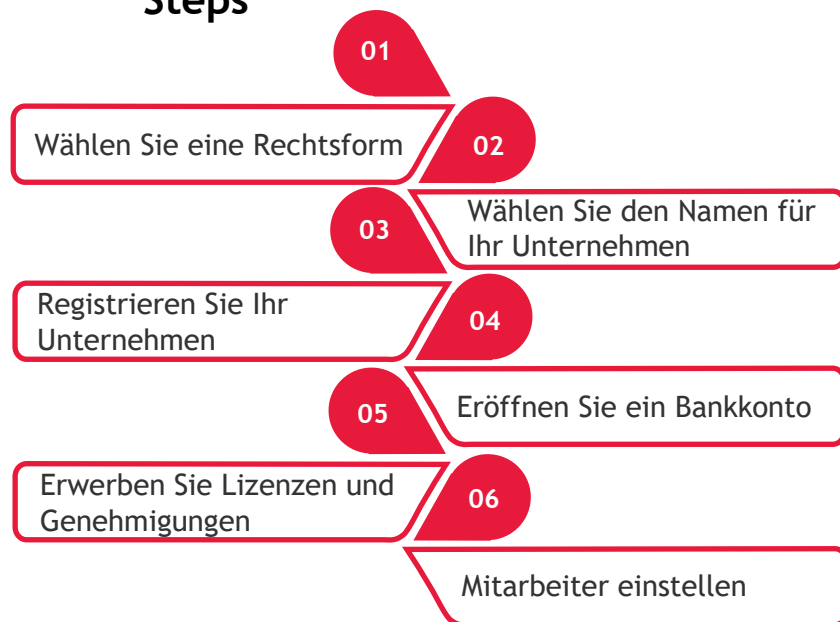 Steps
01
Wählen Sie eine Rechtsform
02
Wählen Sie den Namen für
Ihr Unternehmen
03
Registrieren Sie Ihr
Unternehmen
04
Eröffnen Sie ein Bankkonto
05
Erwerben Sie Lizenzen und
Genehmigungen
06
Mitarbeiter einstellen